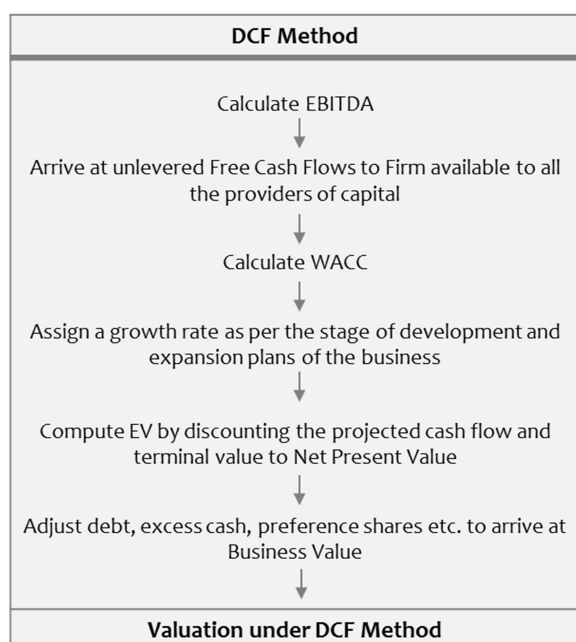 DCF Method
Calculate EBITDA
Arrive at unlevered Free Cash Flows to Firm available to all
the providers of capital
Calculate WACC
Assign a growth rate as per the stage of development and
expansion plans of the business
Compute EV by discounting the projected cash flow and
terminal value to Net Present Value
Adjust debt, excess cash, preference shares etc. to arrive at
Business Value
Valuation under DCF Method